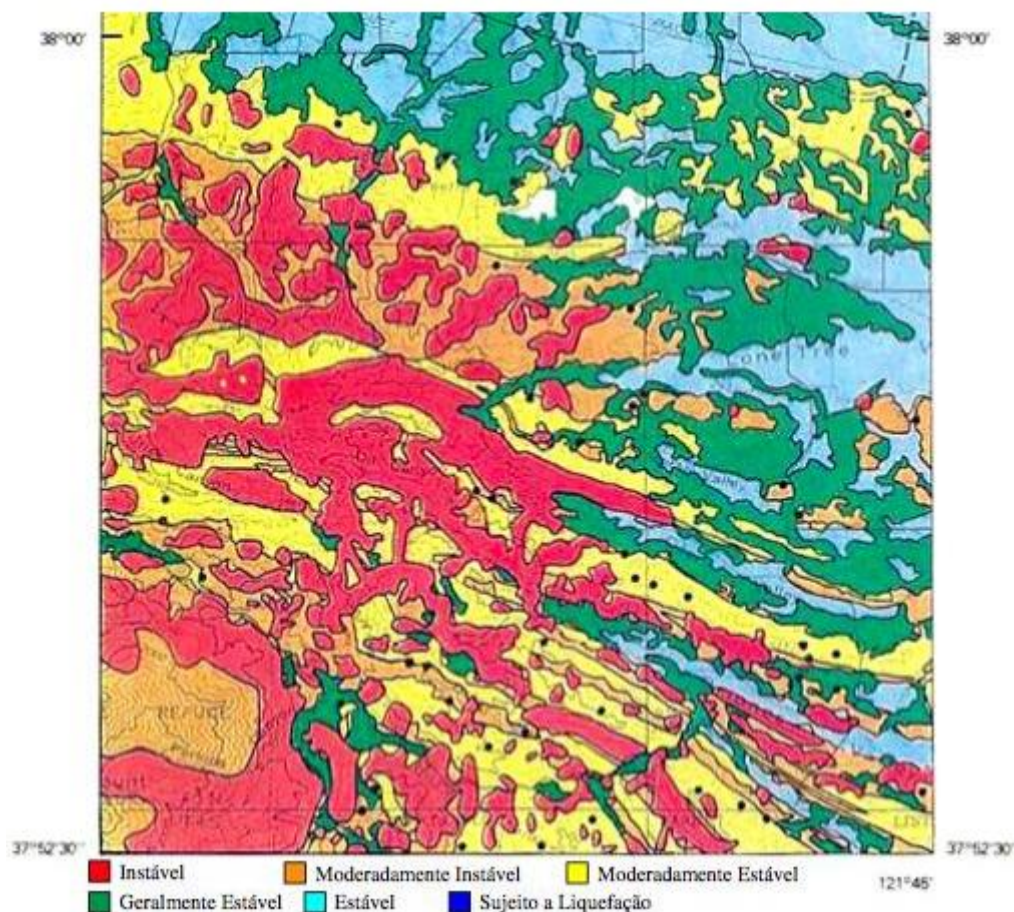 38°00'
38°00'
Lone Tree
Valley
REFUGE
37°52'30"
37°52'30"
121°45'
Instável
Moderadamente Instável
Moderadamente Estável
Geralmente Estável
Estável
Sujeito a Liquefação